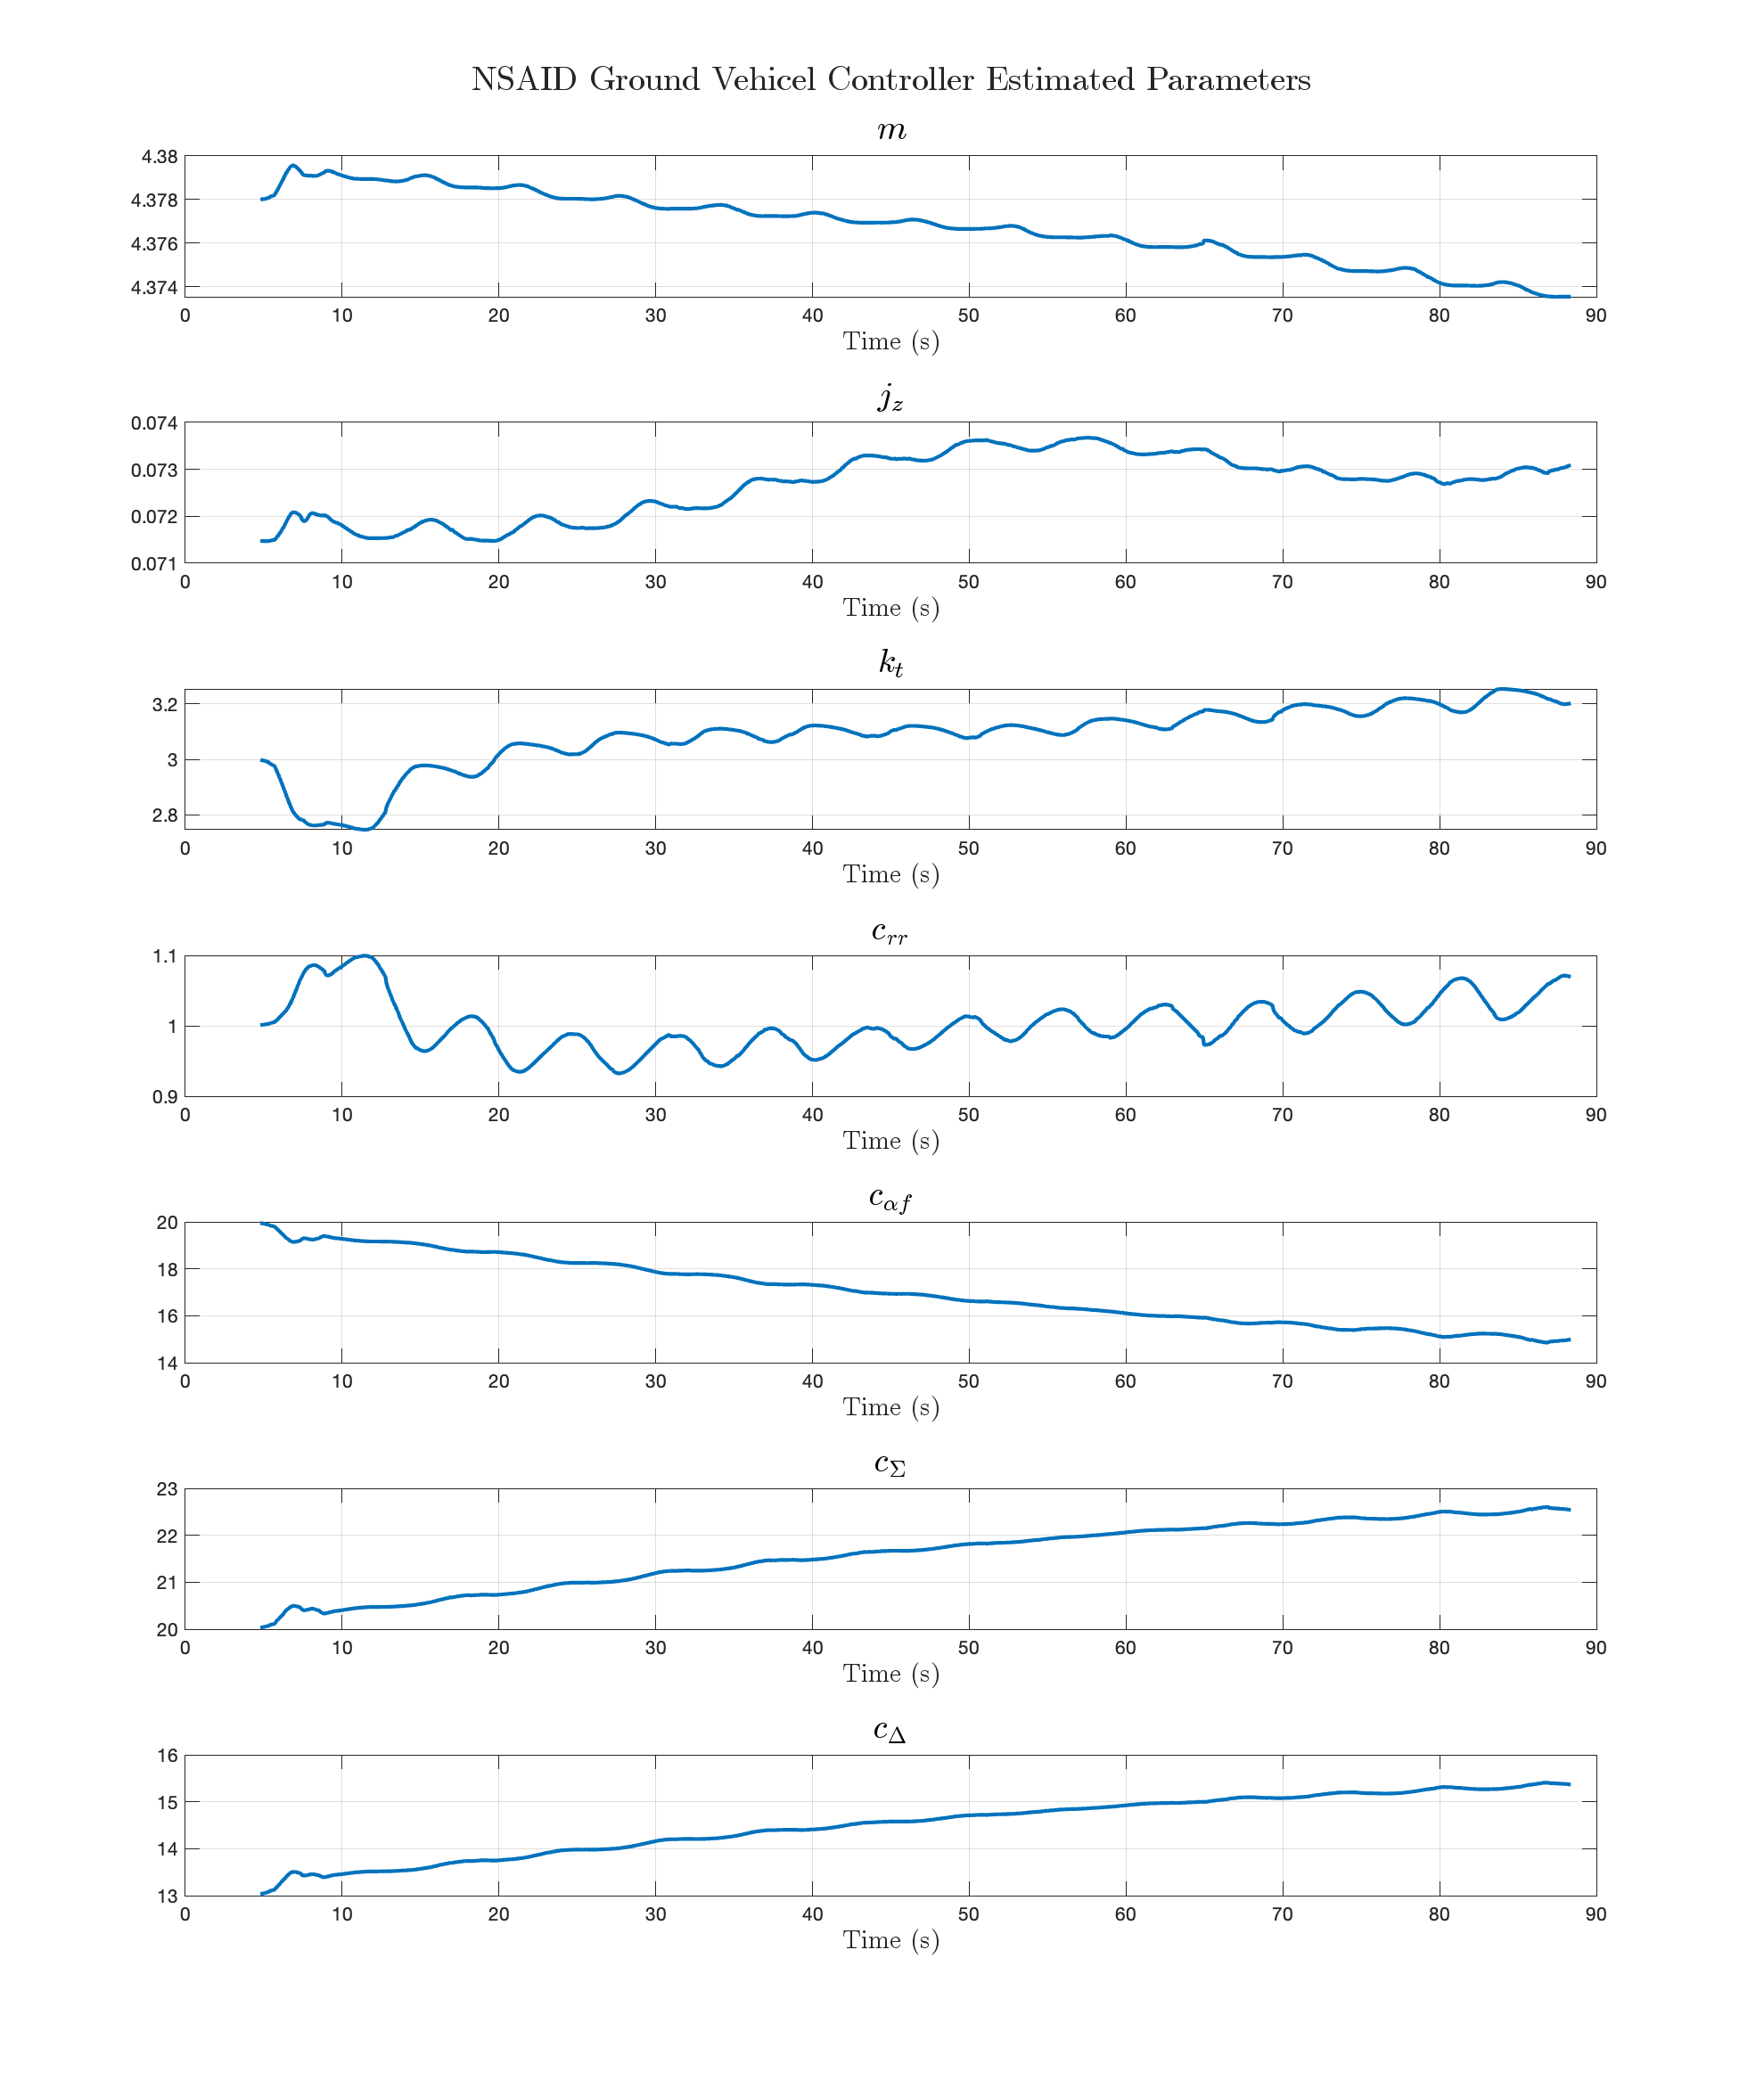 NSAID Ground Vehicel Controller Estimated Parameters
m
4.38
4.378
4.376
4.374
0 10 20 30 40 50 60 70 80 90
Time (s)
j_z
0.074
0.073
0.072
0.071
0 10 20 30 40 50 60 70 80 90
Time (s)
k_t
3.2
3
2.8
0 10 20 30 40 50 60 70 80 90
Time (s)
c_{rr}
1.1
1
0.9
0 10 20 30 40 50 60 70 80 90
Time (s)
c_{αf}
20
18
16
14
0 10 20 30 40 50 60 70 80 90
Time (s)
c_Σ
23
22
21
20
0 10 20 30 40 50 60 70 80 90
Time (s)
c_Δ
16
15
14
13
0 10 20 30 40 50 60 70 80 90
Time (s)